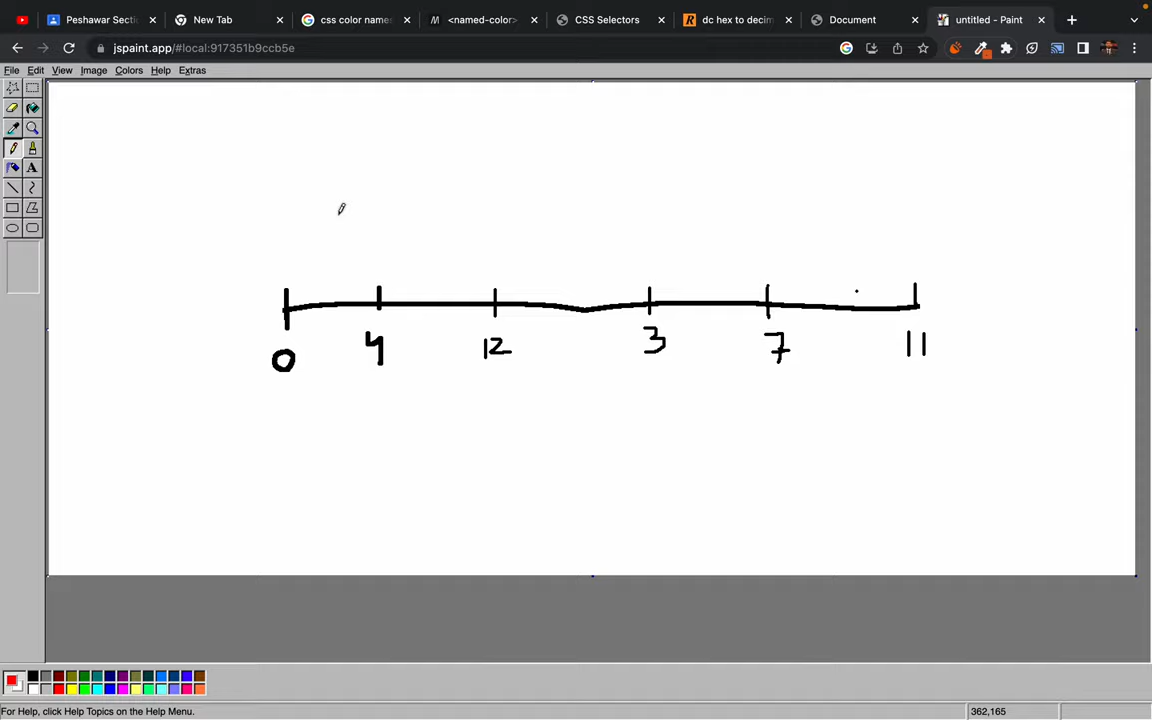 Peshawar Secti
New Tab
css color names
<named-color>
CSS Selectors
dc hex to decim
Document
untitled - Paint
jspaint.app/#local:917351b9ccb5e
File Edit View Image Colors Help Extras
0 4 12 3 7 11
For Help, click Help Topics on the Help Menu.
362,165